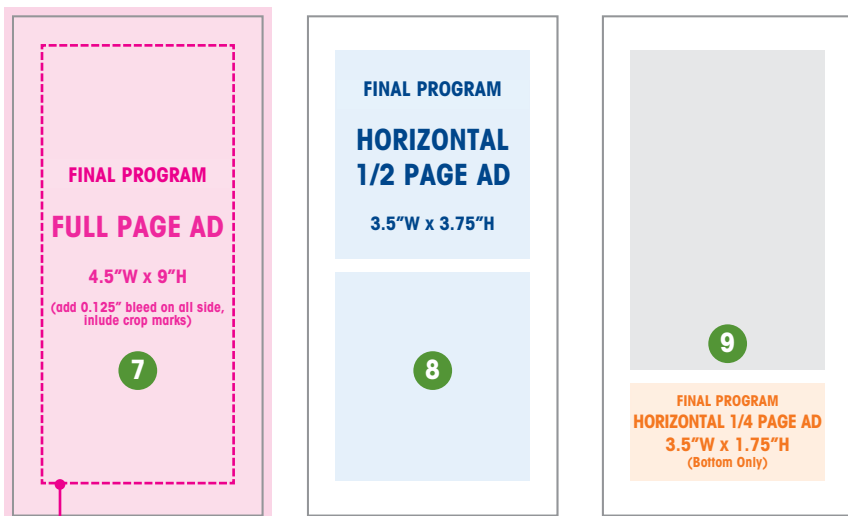 FINAL PROGRAM
FULL PAGE AD
4.5”W x 9”H
(add 0.125” bleed on all side,
inlude crop marks)
7
FINAL PROGRAM
HORIZONTAL
1/2 PAGE AD
3.5”W x 3.75”H
8
9
FINAL PROGRAM
HORIZONTAL 1/4 PAGE AD
3.5”W x 1.75”H
(Bottom Only)